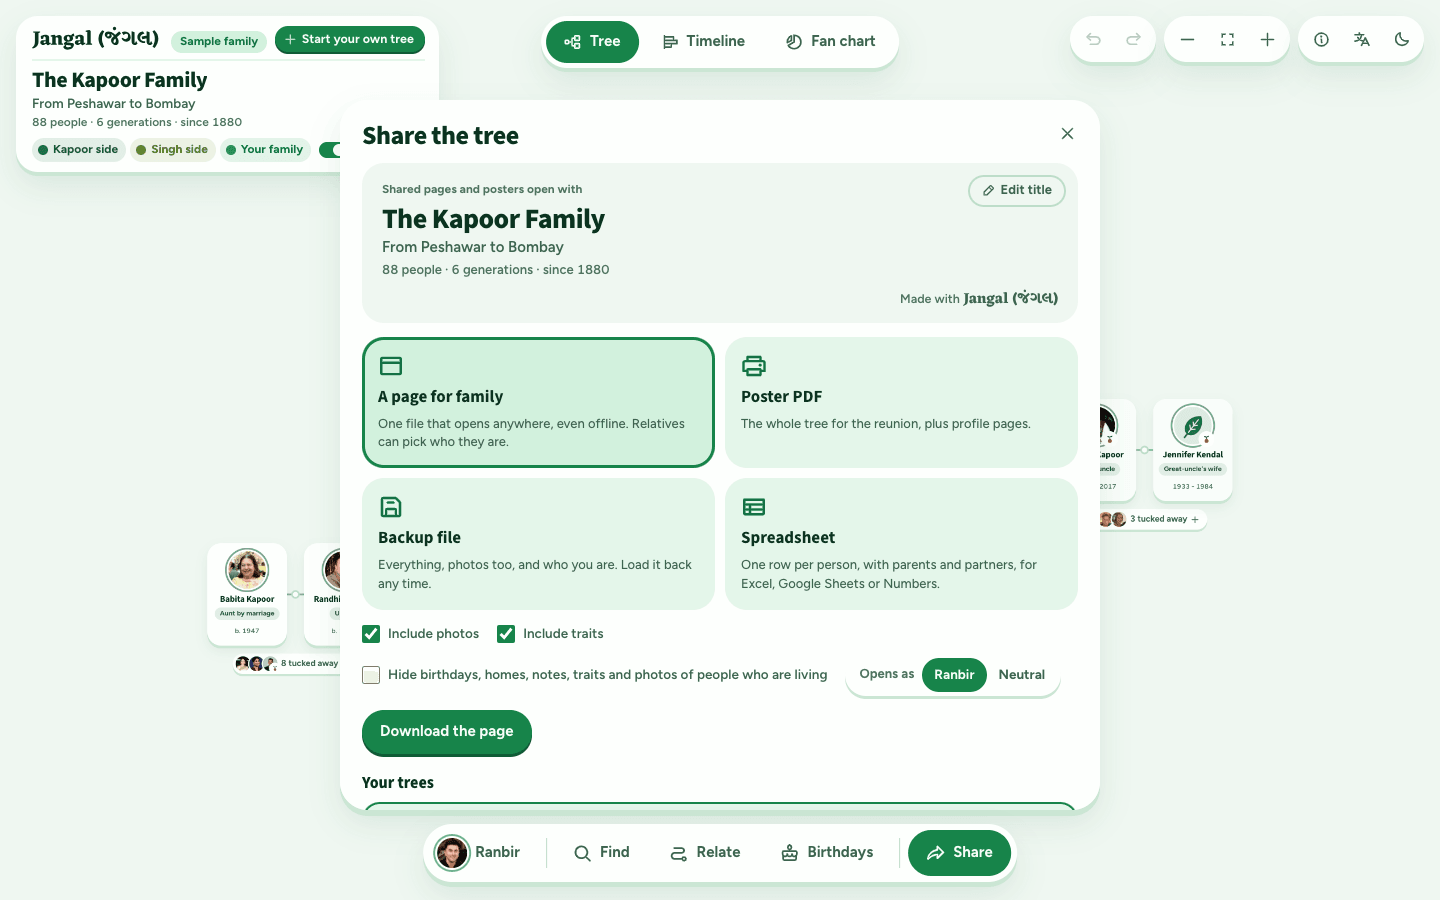 Jangal (જંગલ)
Sample family
Start your own tree
The Kapoor Family
From Peshawar to Bombay
88 people · 6 generations · since 1880
Kapoor side
Singh side
Your family
Tree
Timeline
Fan chart
Share the tree
Shared pages and posters open with
Edit title
The Kapoor Family
From Peshawar to Bombay
88 people · 6 generations · since 1880
Made with Jangal (જંગલ)
A page for family
One file that opens anywhere, even offline. Relatives
can pick who they are.
Poster PDF
The whole tree for the reunion, plus profile pages.
Backup file
Everything, photos too, and who you are. Load it back
any time.
Spreadsheet
One row per person, with parents and partners, for
Excel, Google Sheets or Numbers.
Include photos
Include traits
Hide birthdays, homes, notes, traits and photos of people who are living
Opens as
Ranbir
Neutral
Download the page
Your trees
Babita Kapoor
Aunt by marriage
b. 1947
Randhi
b.
8 tucked away
Kapoor
uncle
2017
Jennifer Kendal
Great-uncle's wife
1933 - 1984
3 tucked away
Ranbir
Find
Relate
Birthdays
Share